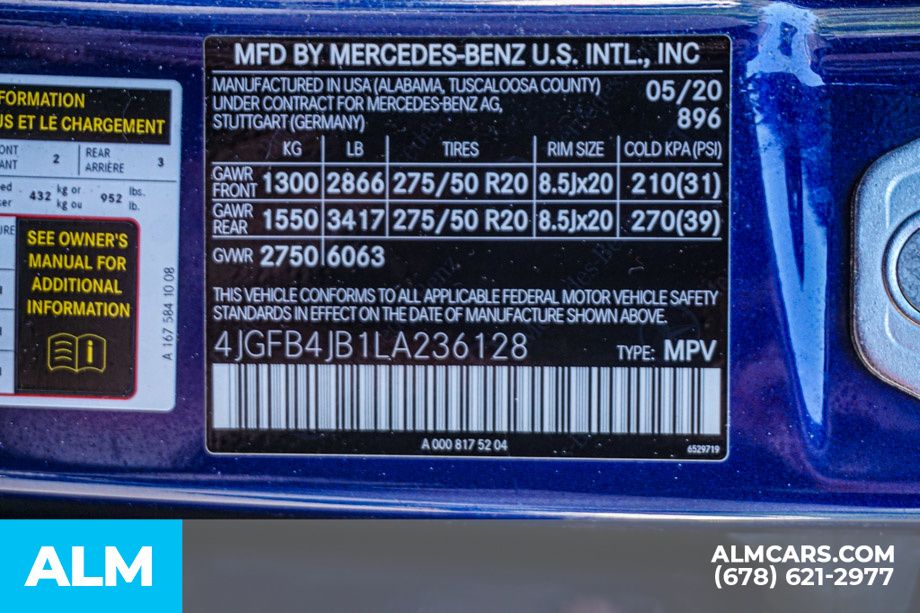 MFD BY MERCEDES-BENZ U.S. INTL., INC
MANUFACTURED IN USA (ALABAMA, TUSCALOOSA COUNTY)
UNDER CONTRACT FOR MERCEDES-BENZ AG,
STUTTGART (GERMANY)
05/20
896
KG LB TIRES RIM SIZE COLD KPA (PSI)
GAWR FRONT 1300 2866 275/50 R20 8.5Jx20 210(31)
GAWR REAR 1550 3417 275/50 R20 8.5Jx20 270(39)
GVWR 2750 6063
THIS VEHICLE CONFORMS TO ALL APPLICABLE FEDERAL MOTOR VEHICLE SAFETY
STANDARDS IN EFFECT ON THE DATE OF MANUFACTURE SHOWN ABOVE.
4JGFB4JB1LA236128 TYPE: MPV
A 000 817 52 04
6529719
ET LE CHARGEMENT
2 REAR ARRIÈRE 3
432 kg or kg ou 952 lbs. lb.
SEE OWNER'S
MANUAL FOR
ADDITIONAL
INFORMATION
A 167 584 10 08
ALM
ALMCARS.COM
(678) 621-2977